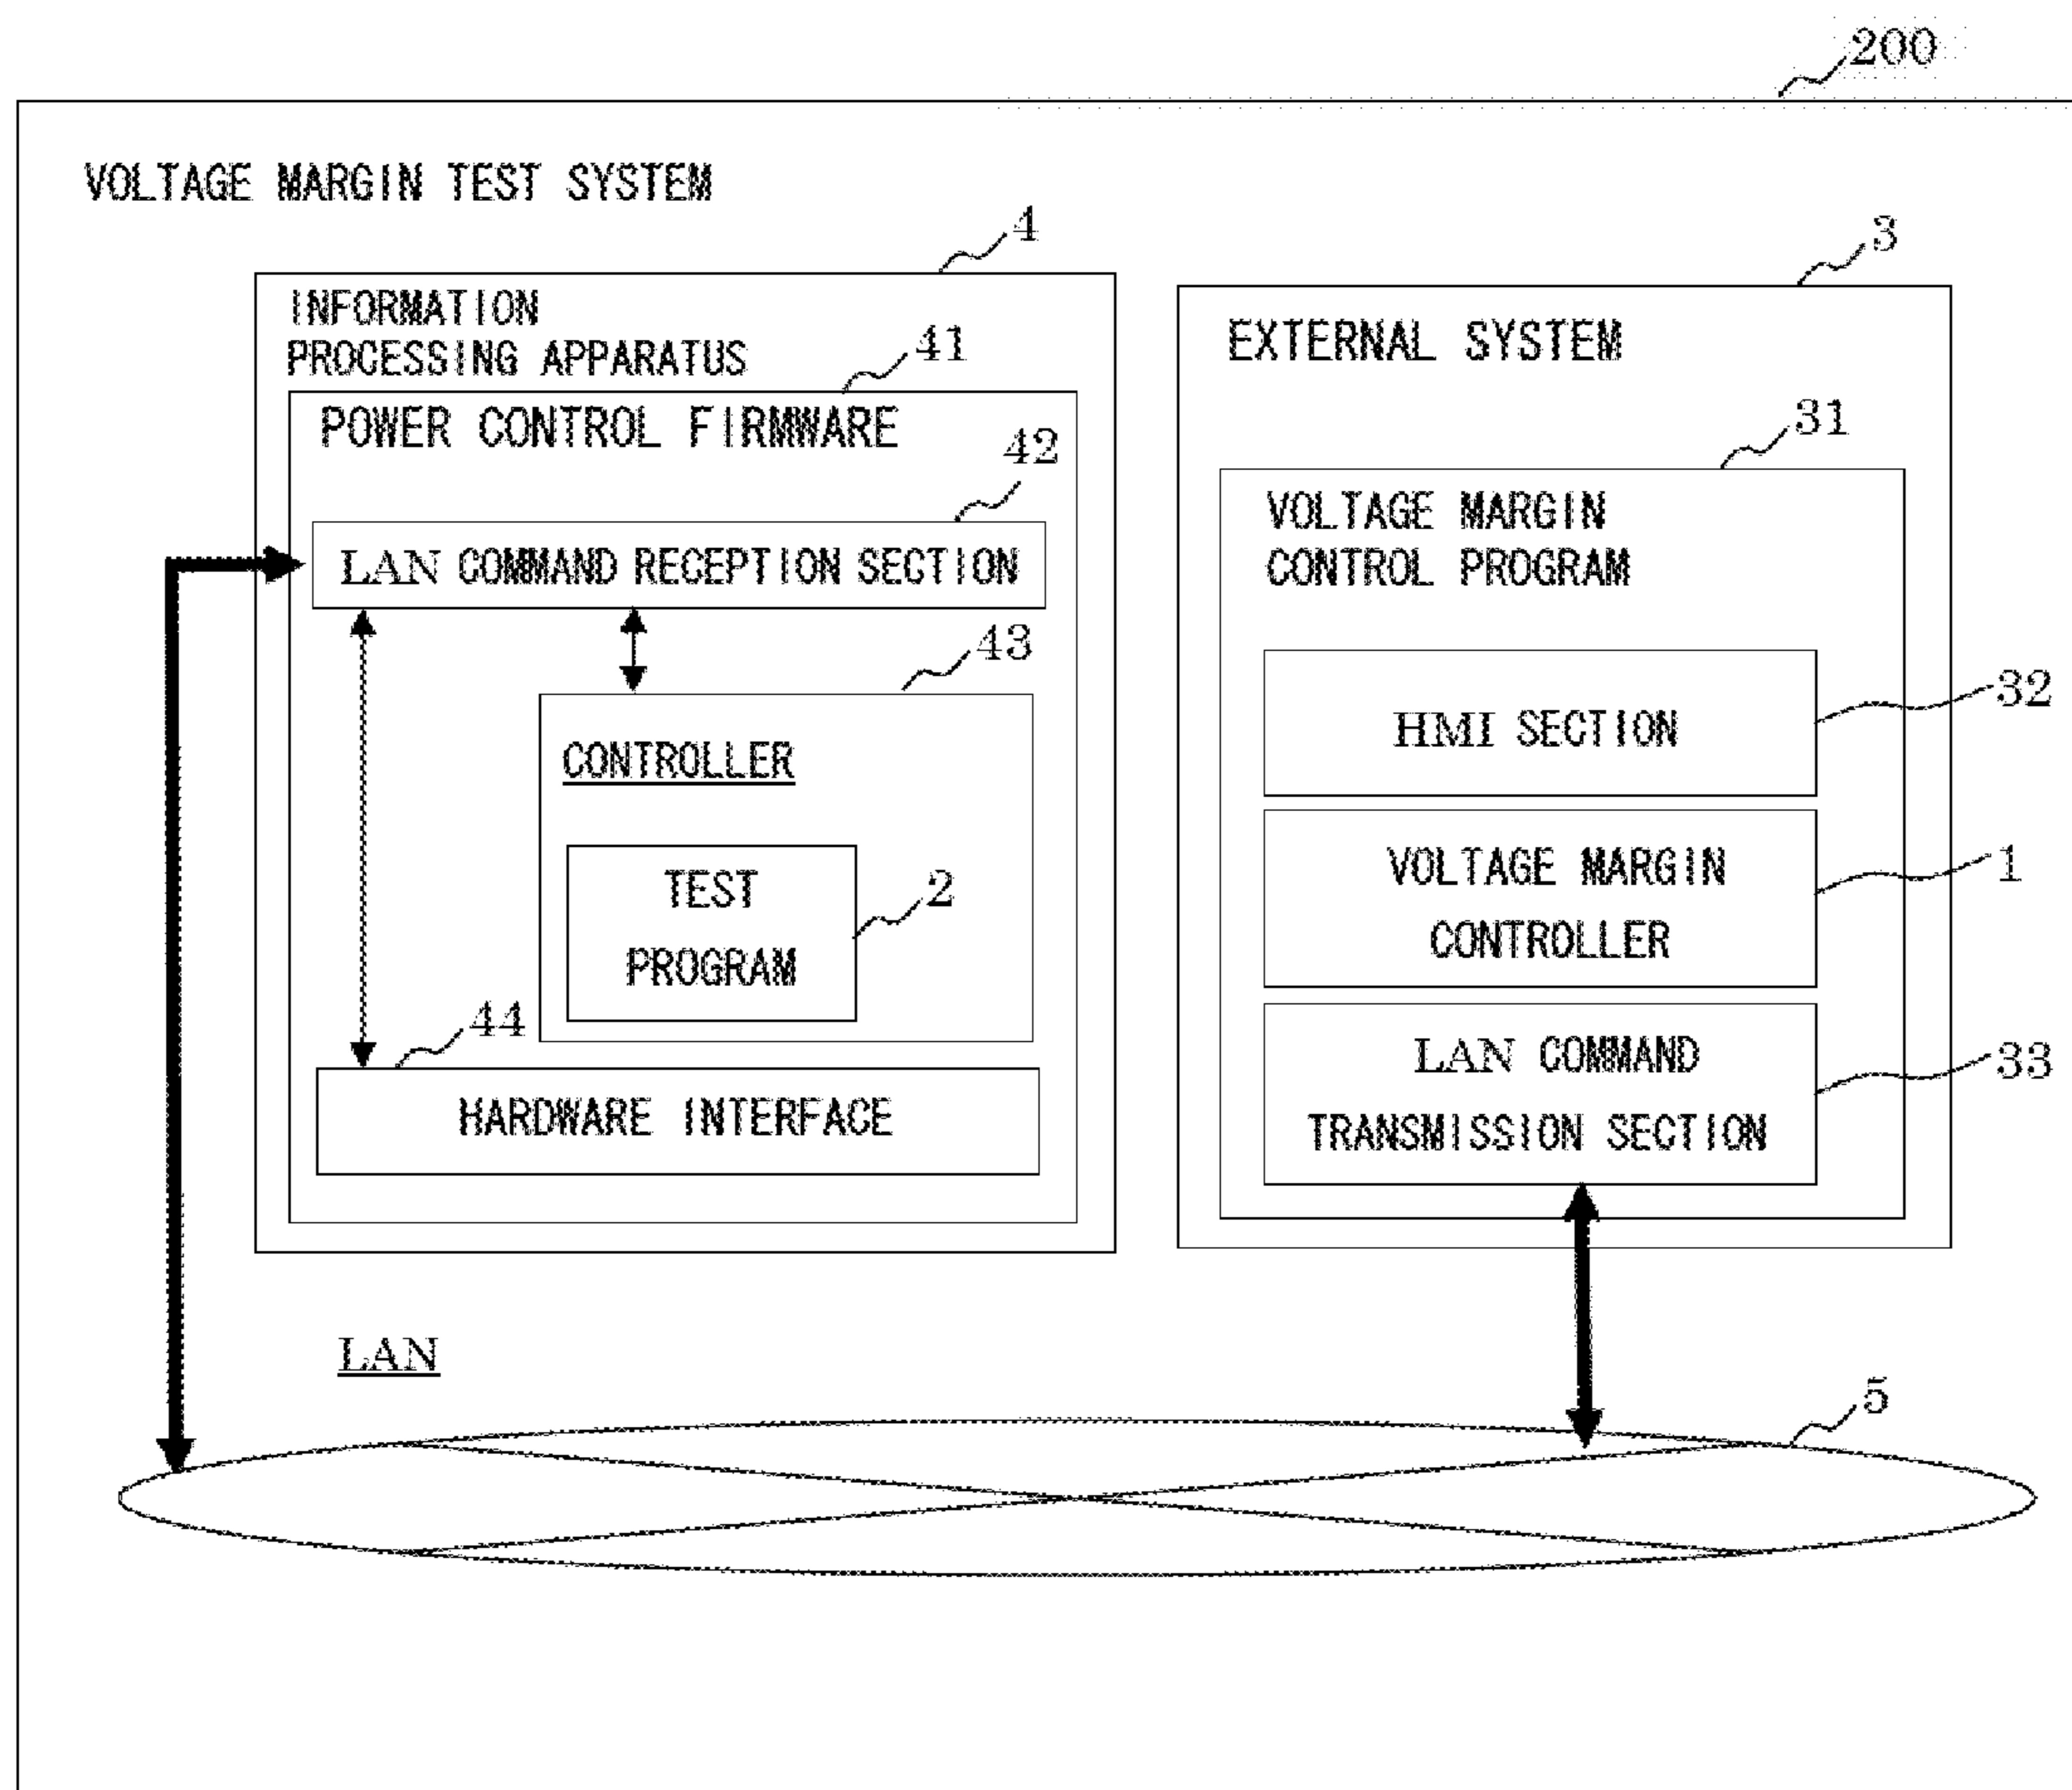 200
VOLTAGE MARGIN TEST SYSTEM
4
INFORMATION
PROCESSING APPARATUS
41
POWER CONTROL FIRMWARE
42
LAN COMMAND RECEPTION SECTION
43
CONTROLLER
TEST
PROGRAM
2
44
HARDWARE INTERFACE
3
EXTERNAL SYSTEM
31
VOLTAGE MARGIN
CONTROL PROGRAM
HMI SECTION
32
VOLTAGE MARGIN
CONTROLLER
1
LAN COMMAND
TRANSMISSION SECTION
33
LAN
5